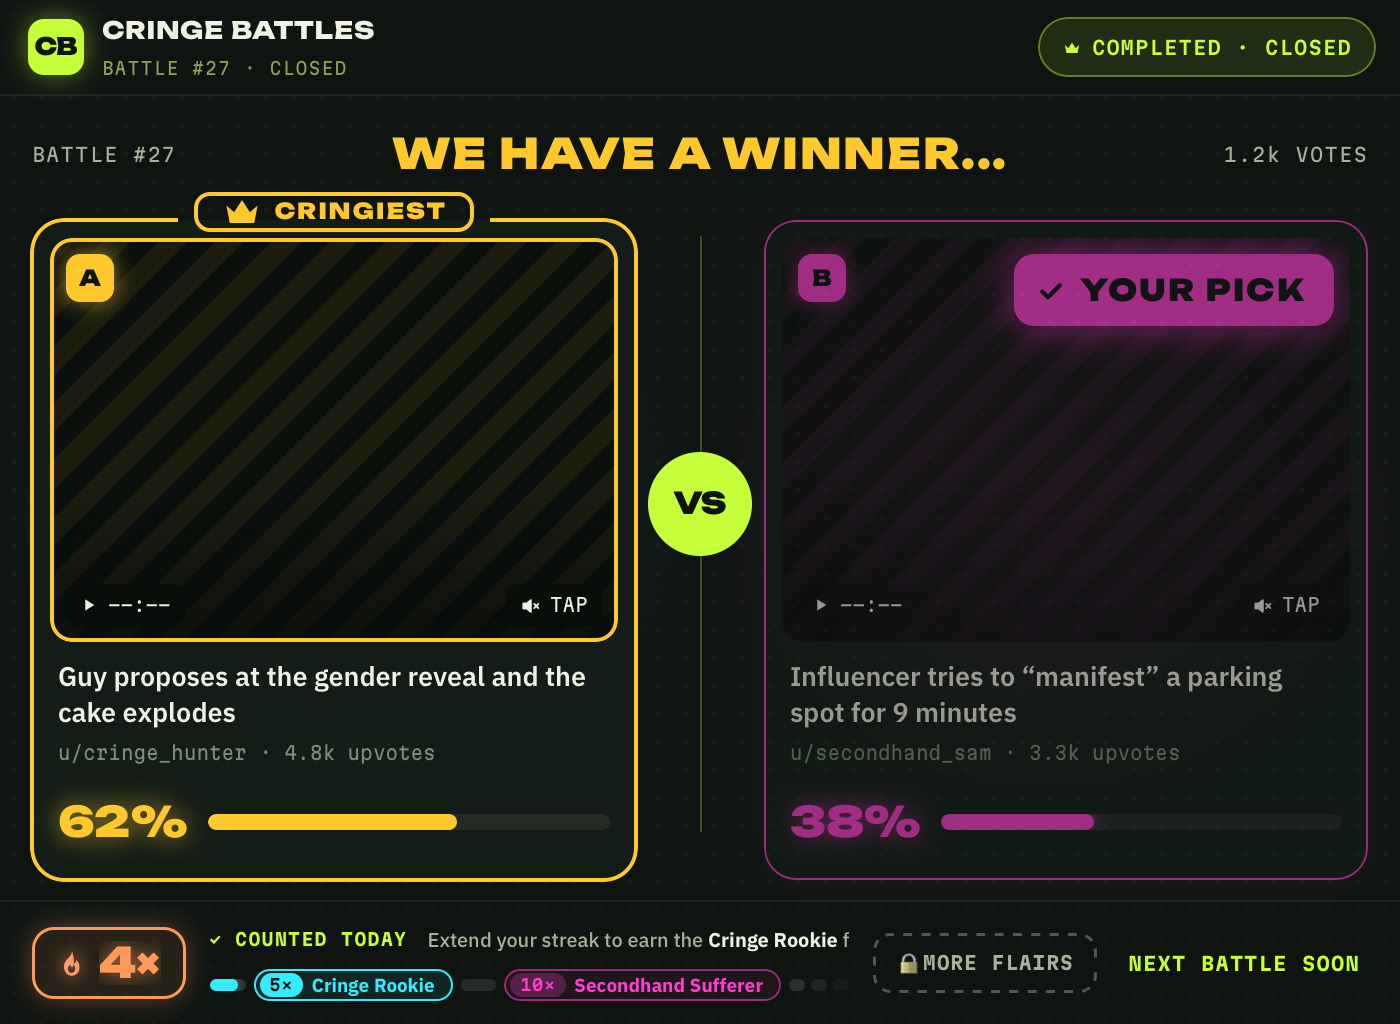 CB
CRINGE BATTLES
BATTLE #27 · CLOSED
COMPLETED · CLOSED
BATTLE #27
WE HAVE A WINNER...
1.2k VOTES
CRINGIEST
A
--:--
TAP
Guy proposes at the gender reveal and the
cake explodes
u/cringe_hunter · 4.8k upvotes
62%
VS
B
YOUR PICK
--:--
TAP
Influencer tries to “manifest” a parking
spot for 9 minutes
u/secondhand_sam · 3.3k upvotes
38%
4×
COUNTED TODAY Extend your streak to earn the Cringe Rookie f
5× Cringe Rookie
10× Secondhand Sufferer
MORE FLAIRS
NEXT BATTLE SOON